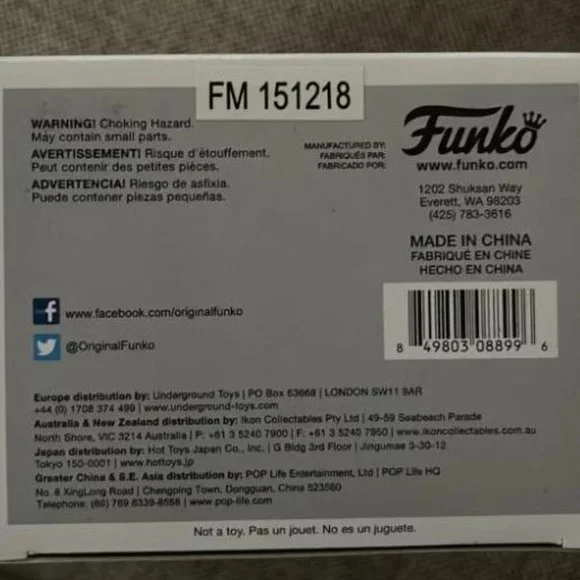 FM 151218
WARNING! Choking Hazard.
May contain small parts.
AVERTISSEMENT! Risque d'étouffement.
Peut contenir des petites pièces.
ADVERTENCIA! Riesgo de asfixia.
Puede contener piezas pequeñas.
MANUFACTURED BY:
FABRIQUÉS PAR:
FABRICADO POR:
Funko
www.funko.com
1202 Shuksan Way
Everett, WA 98203
(425) 783-3616
MADE IN CHINA
FABRIQUÉ EN CHINE
HECHO EN CHINA
8 49803 08899 6
f www.facebook.com/originalfunko
@OriginalFunko
Europe distribution by: Underground Toys | PO Box 63668 | LONDON SW11 9AR
+44 (0) 1708 374 499 | www.underground-toys.com
Australia & New Zealand distribution by: Ikon Collectables Pty Ltd | 49-59 Seabeach Parade
North Shore, VIC 3214 Australia | P: +61 3 5240 7900 | F: +61 3 5240 7950 | www.ikoncollectables.com.au
Japan distribution by: Hot Toys Japan Co., Inc. | G Bldg 3rd Floor | Jingumae 3-30-12
Tokyo 150-0001 | www.hottoys.jp
Greater China & S.E. Asia distribution by: POP Life Entertainment, Ltd | POP Life HQ
No. 8 XingLong Road | Chengping Town, Dongguan, China 523560
Telephone: (86) 769 8339-8568 | www.pop-life.com
Not a toy. Pas un jouet. No es un juguete.